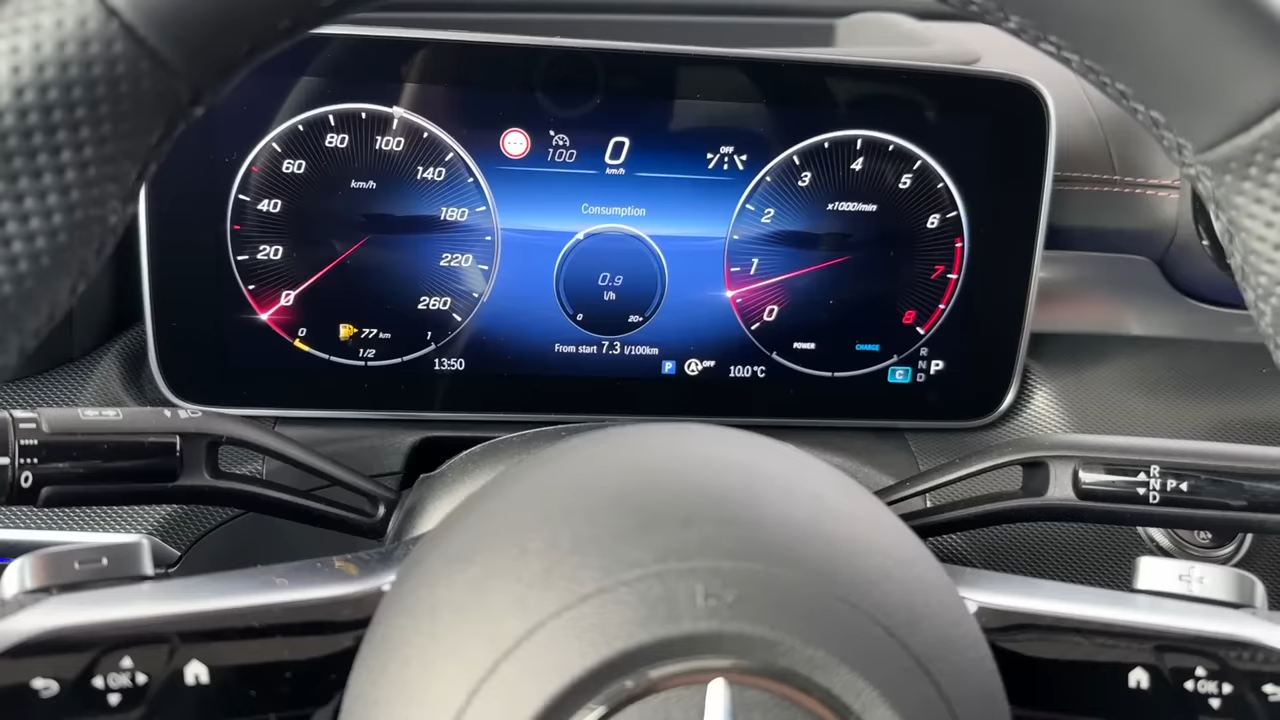 80 100
60 140
40 km/h 180
20 220
0 260
0 77 km 1
1/2
13:50
100
0
km/h
OFF
Consumption
0.9
l/h
0 20+
From start 7.3 l/100km
P
A OFF
10.0 °C
4
3 5
2 x1000/min 6
1 7
0 8
POWER CHARGE
R
N P
D
C
0
R
N P
D
A
OK
OK